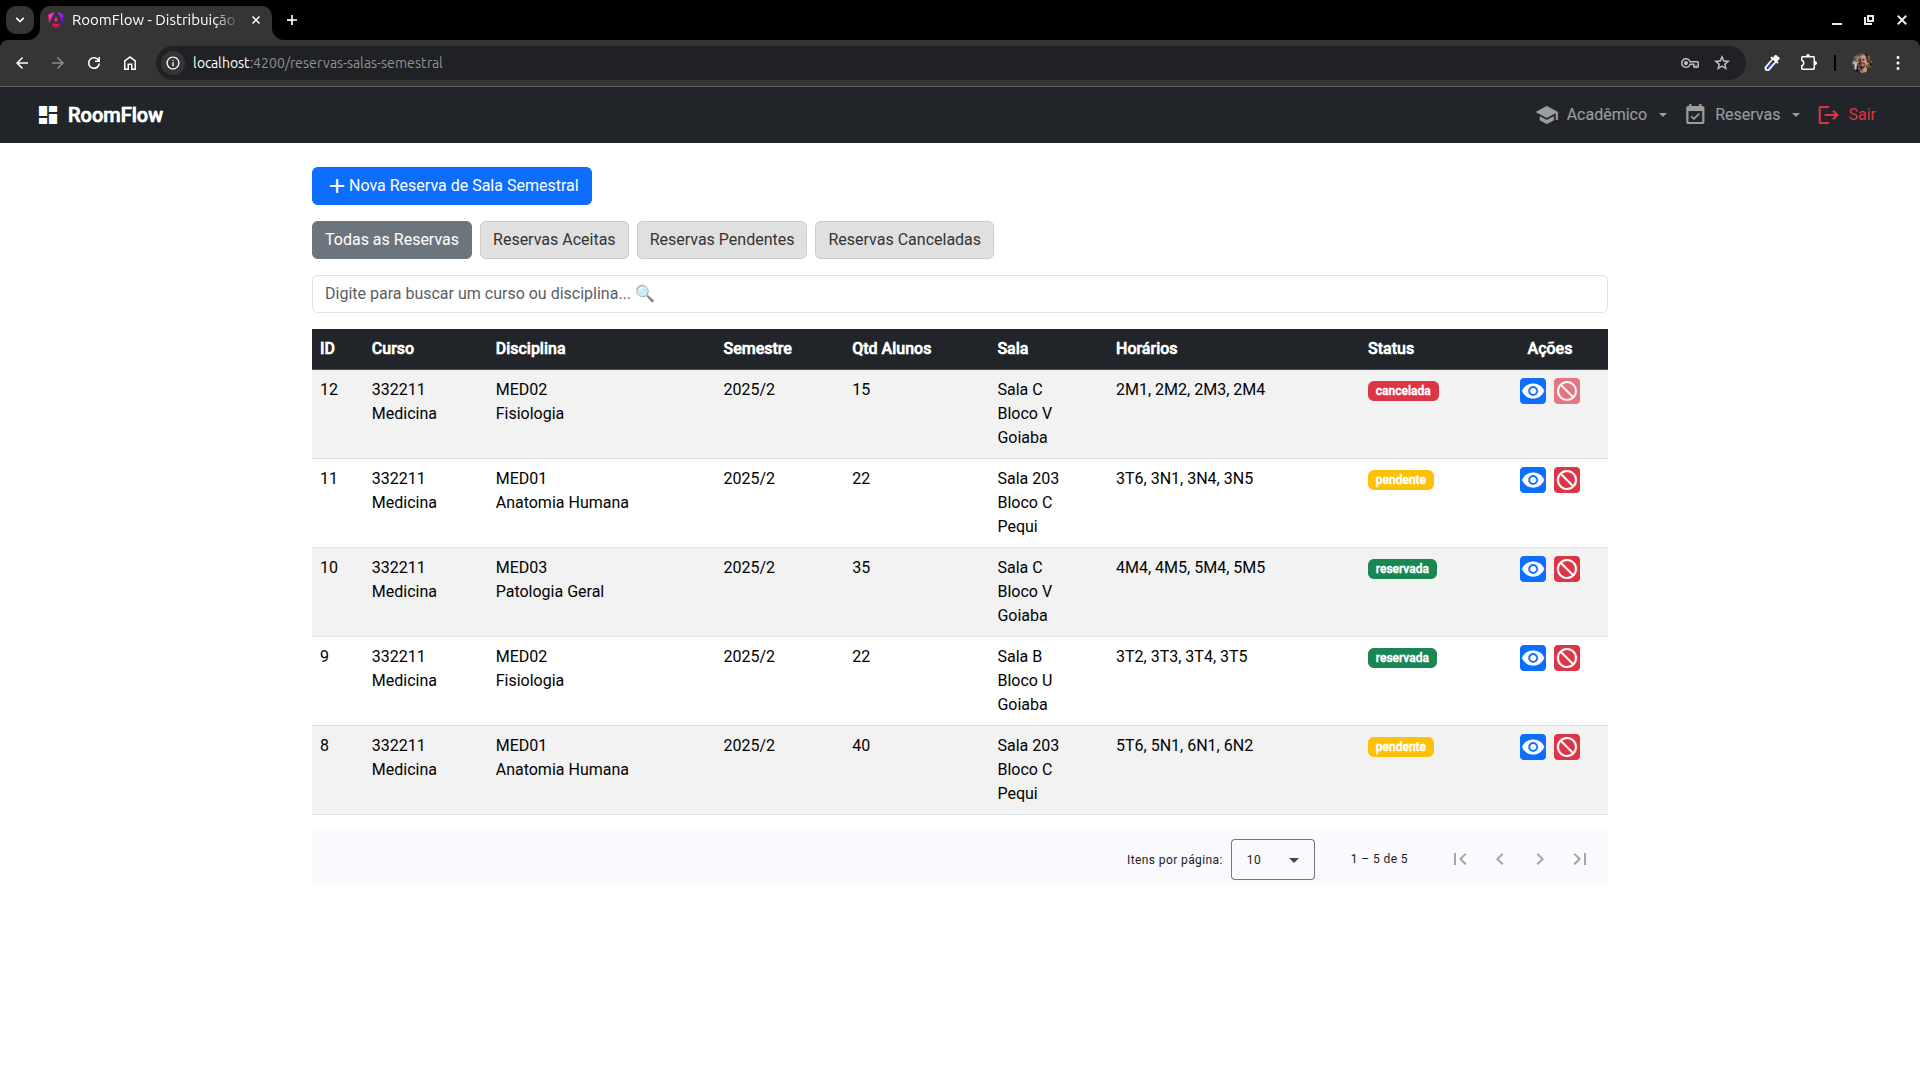 RoomFlow - Distribuição
localhost:4200/reservas-salas-semestral
RoomFlow
Acadêmico
Reservas
Sair
Nova Reserva de Sala Semestral
Todas as Reservas
Reservas Aceitas
Reservas Pendentes
Reservas Canceladas
Digite para buscar um curso ou disciplina... 🔍
ID Curso Disciplina Semestre Qtd Alunos Sala Horários Status Ações
12 332211 MED02 2025/2 15 Sala C 2M1, 2M2, 2M3, 2M4 cancelada
Medicina Fisiologia Bloco V
Goiaba
11 332211 MED01 2025/2 22 Sala 203 3T6, 3N1, 3N4, 3N5 pendente
Medicina Anatomia Humana Bloco C
Pequi
10 332211 MED03 2025/2 35 Sala C 4M4, 4M5, 5M4, 5M5 reservada
Medicina Patologia Geral Bloco V
Goiaba
9 332211 MED02 2025/2 22 Sala B 3T2, 3T3, 3T4, 3T5 reservada
Medicina Fisiologia Bloco U
Goiaba
8 332211 MED01 2025/2 40 Sala 203 5T6, 5N1, 6N1, 6N2 pendente
Medicina Anatomia Humana Bloco C
Pequi
Itens por página: 10 1 – 5 de 5